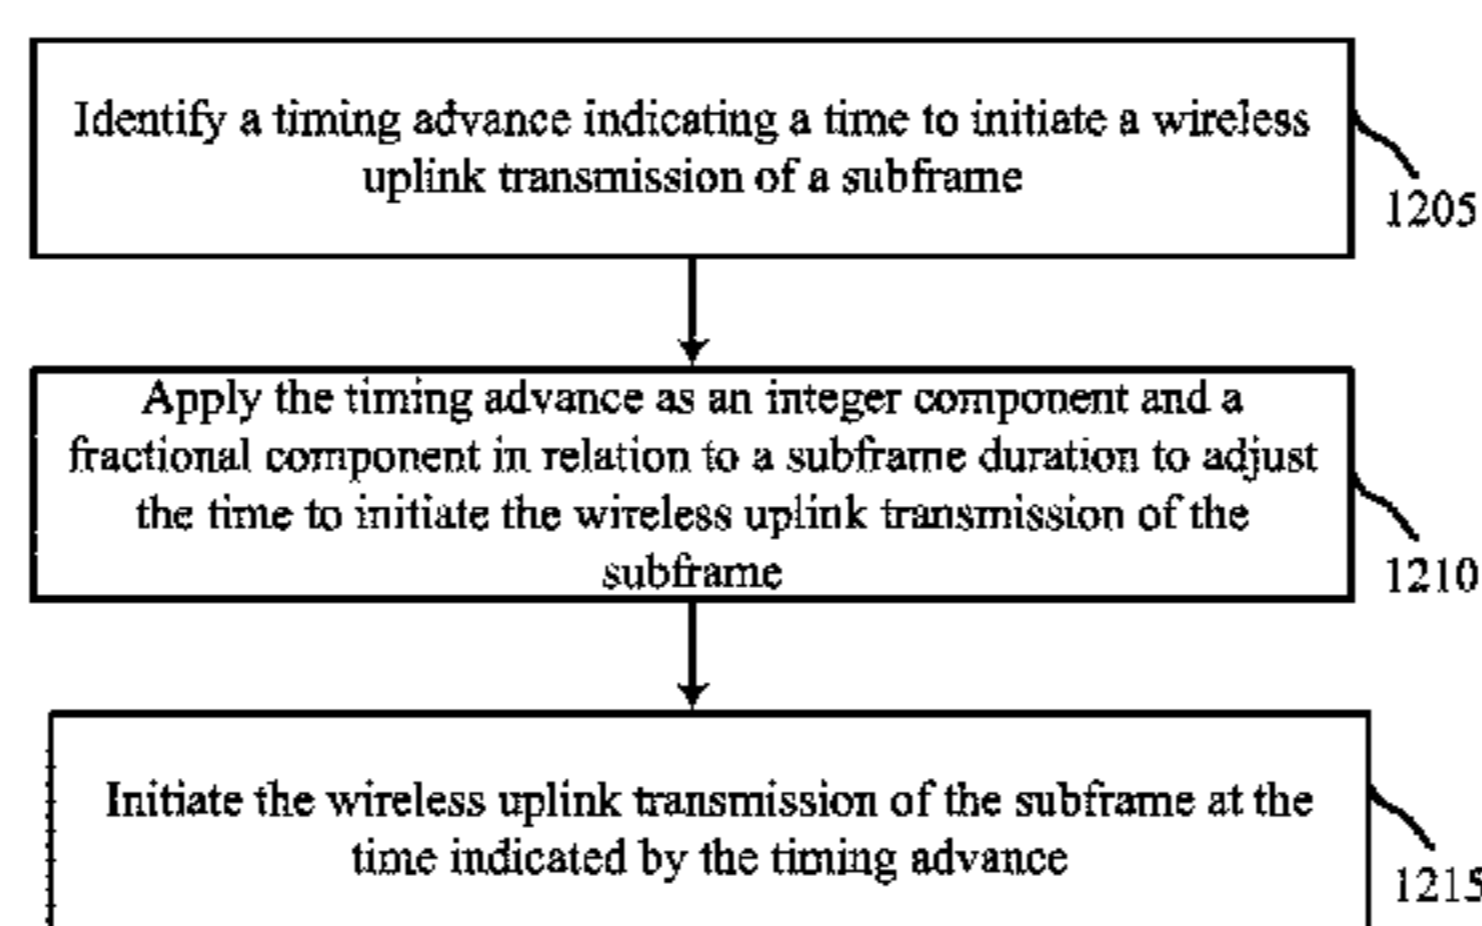 Identify a timing advance indicating a time to initiate a wireless
uplink transmission of a subframe
1205
Apply the timing advance as an integer component and a
fractional component in relation to a subframe duration to adjust
the time to initiate the wireless uplink transmission of the
subframe
1210
Initiate the wireless uplink transmission of the subframe at the
time indicated by the timing advance
1215